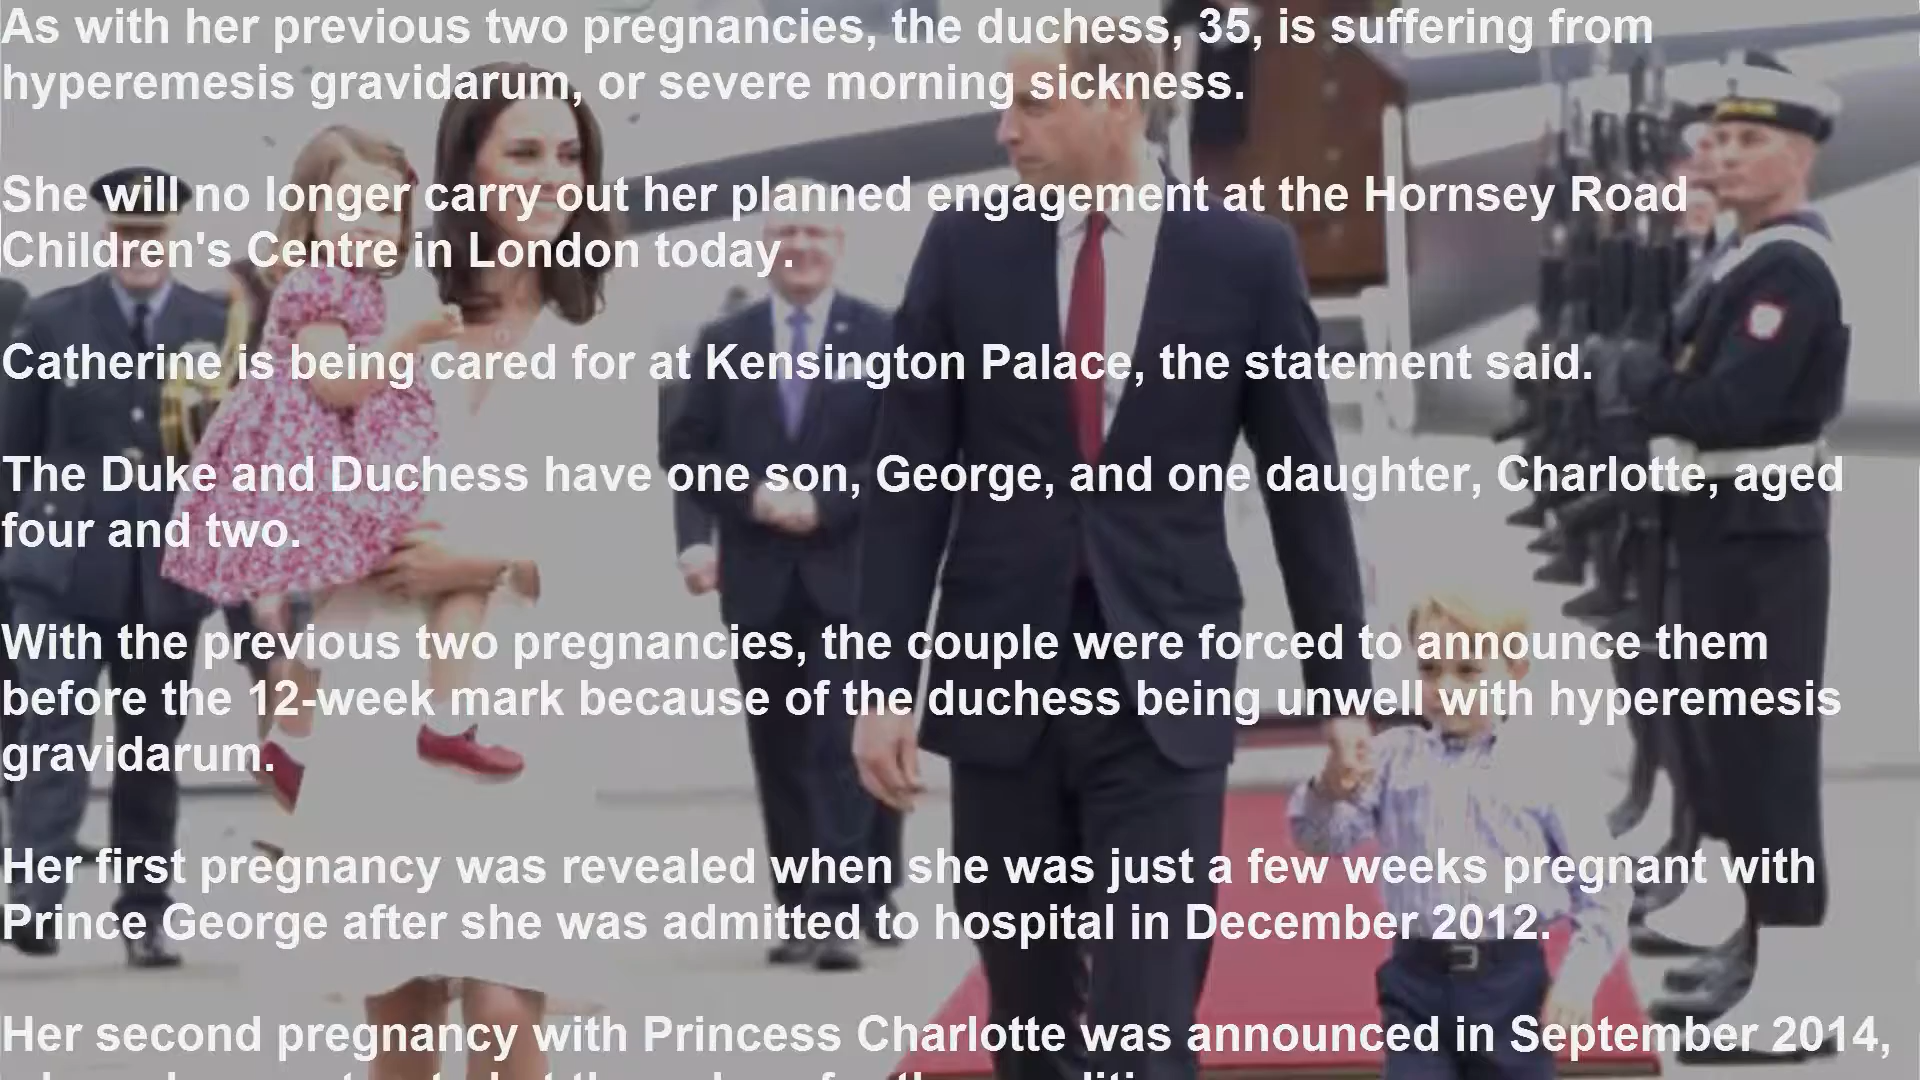 As with her previous two pregnancies, the duchess, 35, is suffering from
hyperemesis gravidarum, or severe morning sickness.
She will no longer carry out her planned engagement at the Hornsey Road
Children's Centre in London today.
Catherine is being cared for at Kensington Palace, the statement said.
The Duke and Duchess have one son, George, and one daughter, Charlotte, aged
four and two.
With the previous two pregnancies, the couple were forced to announce them
before the 12-week mark because of the duchess being unwell with hyperemesis
gravidarum.
Her first pregnancy was revealed when she was just a few weeks pregnant with
Prince George after she was admitted to hospital in December 2012.
Her second pregnancy with Princess Charlotte was announced in September 2014,